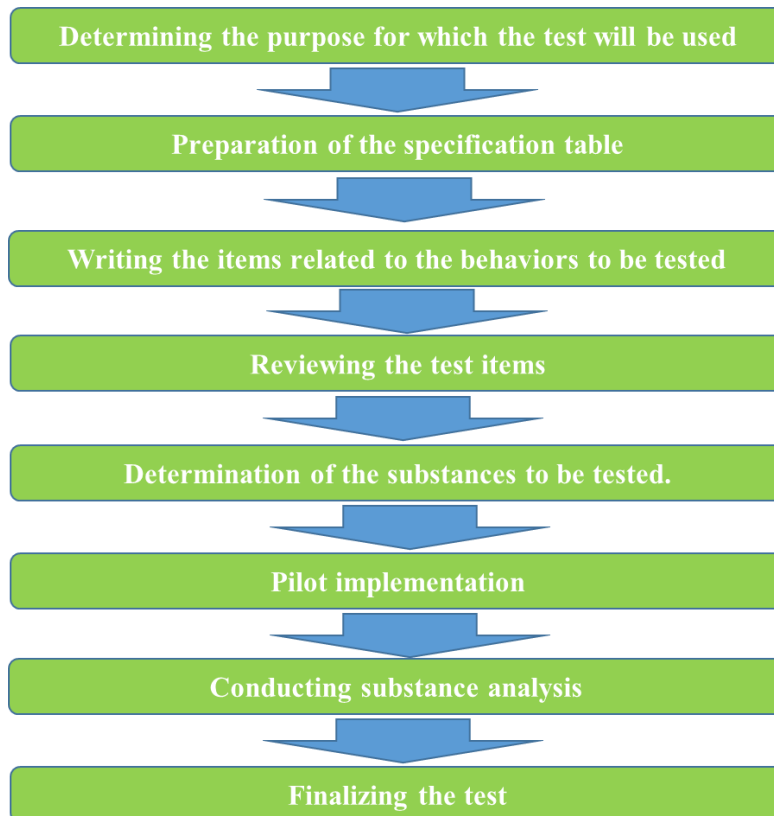 Determining the purpose for which the test will be used
Preparation of the specification table
Writing the items related to the behaviors to be tested
Reviewing the test items
Determination of the substances to be tested.
Pilot implementation
Conducting substance analysis
Finalizing the test